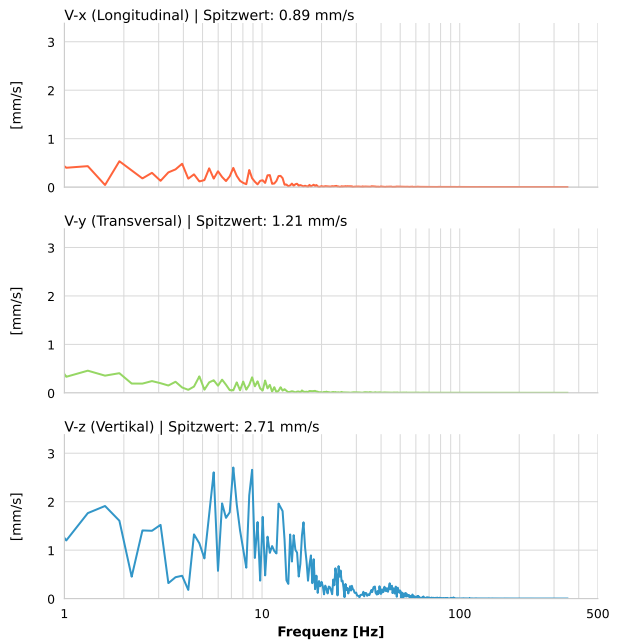 V-x (Longitudinal) | Spitzwert: 0.89 mm/s
3
[mm/s]
2
1
0
V-y (Transversal) | Spitzwert: 1.21 mm/s
3
[mm/s]
2
1
0
V-z (Vertikal) | Spitzwert: 2.71 mm/s
3
[mm/s]
2
1
0
1 10 100 500
Frequenz [Hz]